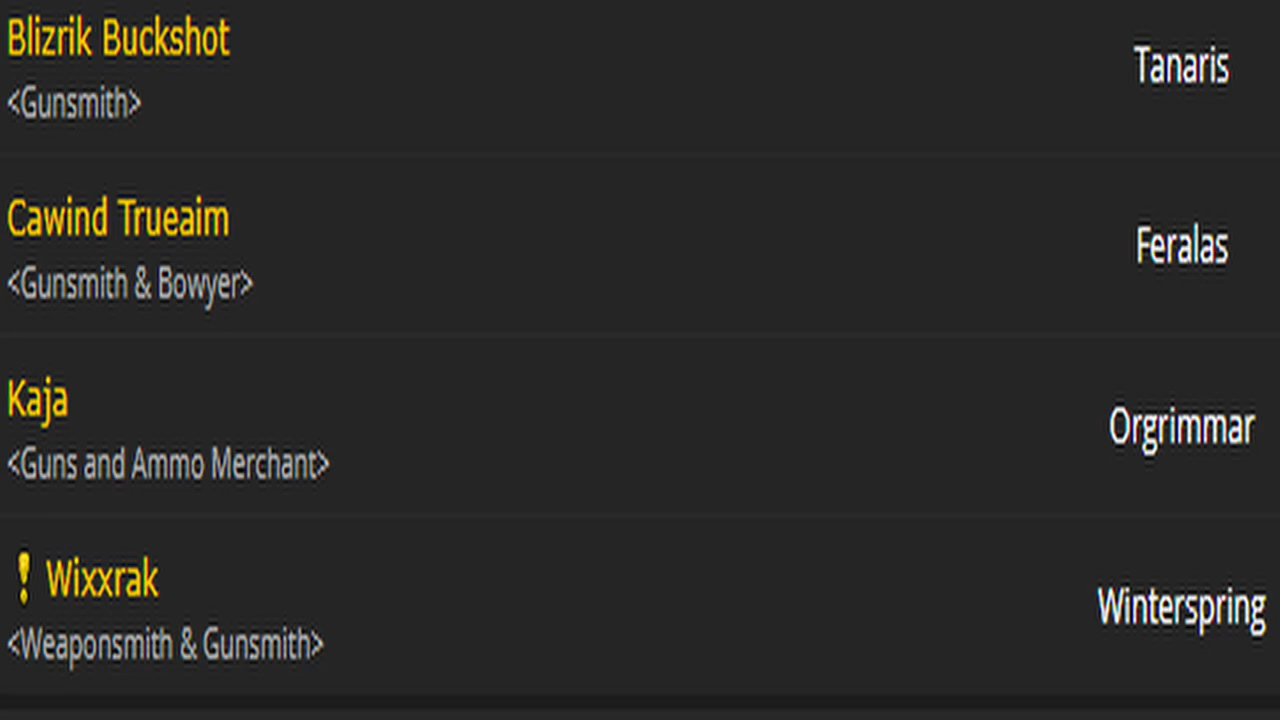 Blizrik Buckshot
<Gunsmith>
Tanaris
Cawind Trueaim
<Gunsmith & Bowyer>
Feralas
Kaja
<Guns and Ammo Merchant>
Orgrimmar
! Wixxrak
<Weaponsmith & Gunsmith>
Winterspring